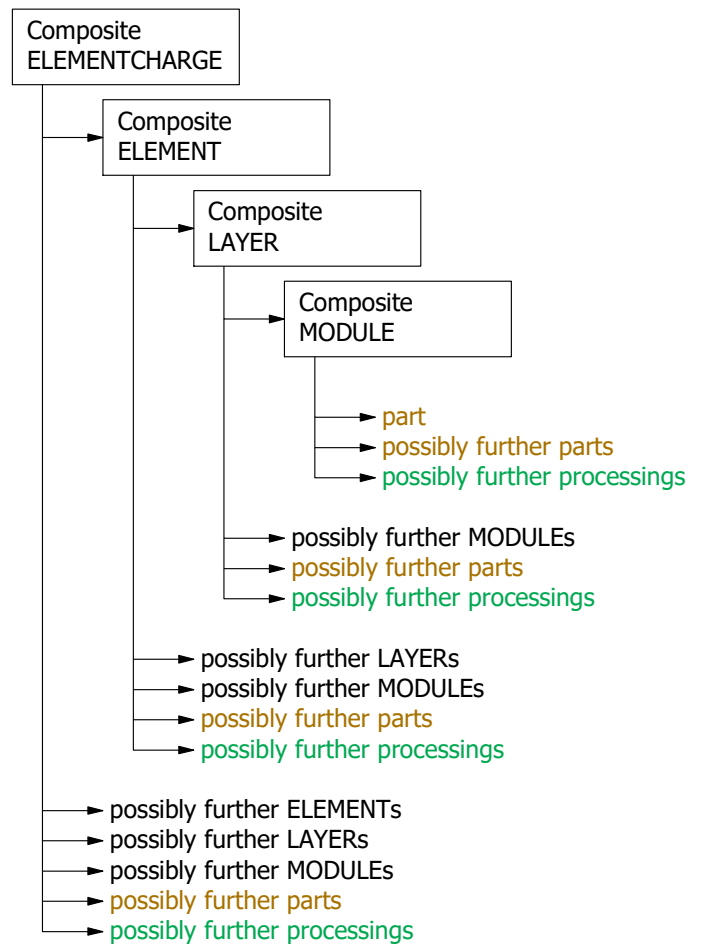 Composite
ELEMENTCHARGE
Composite
ELEMENT
Composite
LAYER
Composite
MODULE
part
possibly further parts
possibly further processings
possibly further MODULEs
possibly further parts
possibly further processings
possibly further LAYERs
possibly further MODULEs
possibly further parts
possibly further processings
possibly further ELEMENTs
possibly further LAYERs
possibly further MODULEs
possibly further parts
possibly further processings